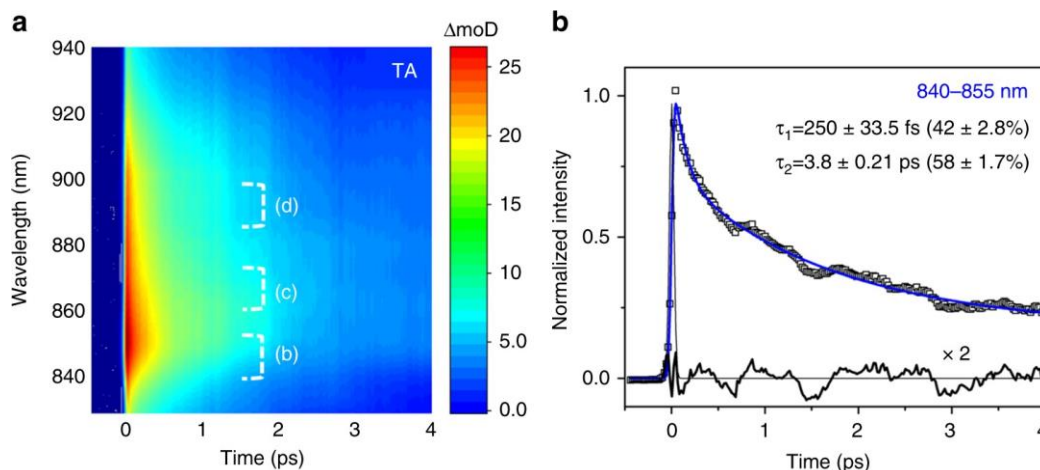 a
ΔmoD
940
920
900
880
860
840
Wavelength (nm)
TA
(d)
(c)
(b)
25
20
15
10
5.0
0.0
0
1
2
3
4
Time (ps)
b
840–855 nm
τ1=250 ± 33.5 fs (42 ± 2.8%)
τ2=3.8 ± 0.21 ps (58 ± 1.7%)
1.0
0.5
0.0
Normalized intensity
× 2
0
1
2
3
4
Time (ps)